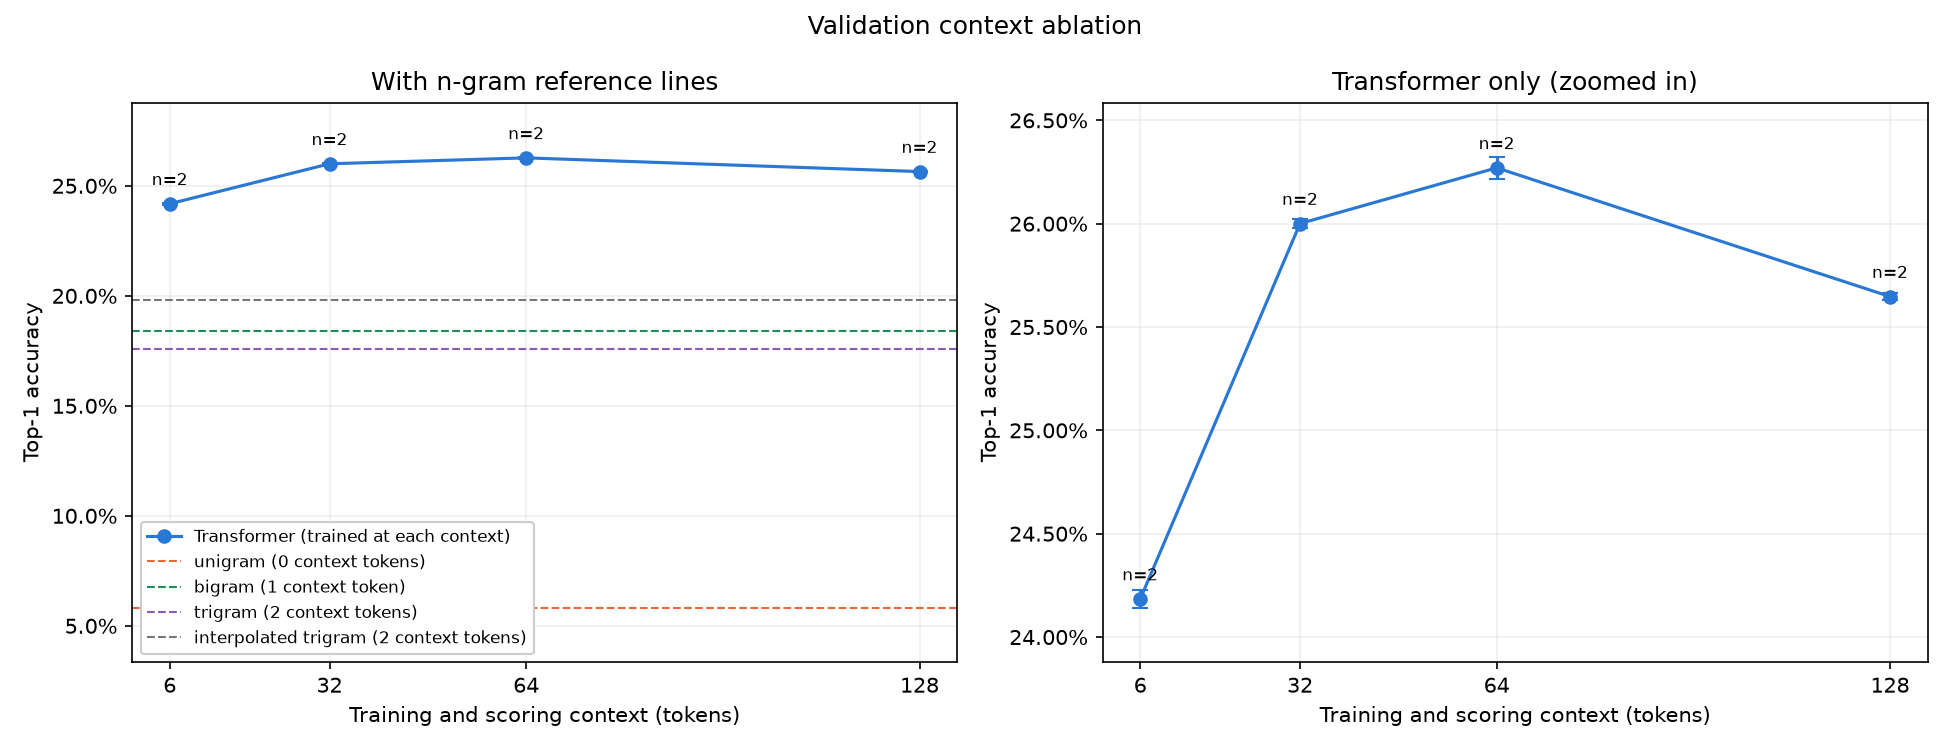 Validation context ablation
With n-gram reference lines
Top-1 accuracy
25.0%
20.0%
15.0%
10.0%
5.0%
n=2
n=2
n=2
n=2
Transformer (trained at each context)
unigram (0 context tokens)
bigram (1 context token)
trigram (2 context tokens)
interpolated trigram (2 context tokens)
6
32
64
128
Training and scoring context (tokens)
Transformer only (zoomed in)
Top-1 accuracy
26.50%
26.00%
25.50%
25.00%
24.50%
24.00%
n=2
n=2
n=2
n=2
6
32
64
128
Training and scoring context (tokens)